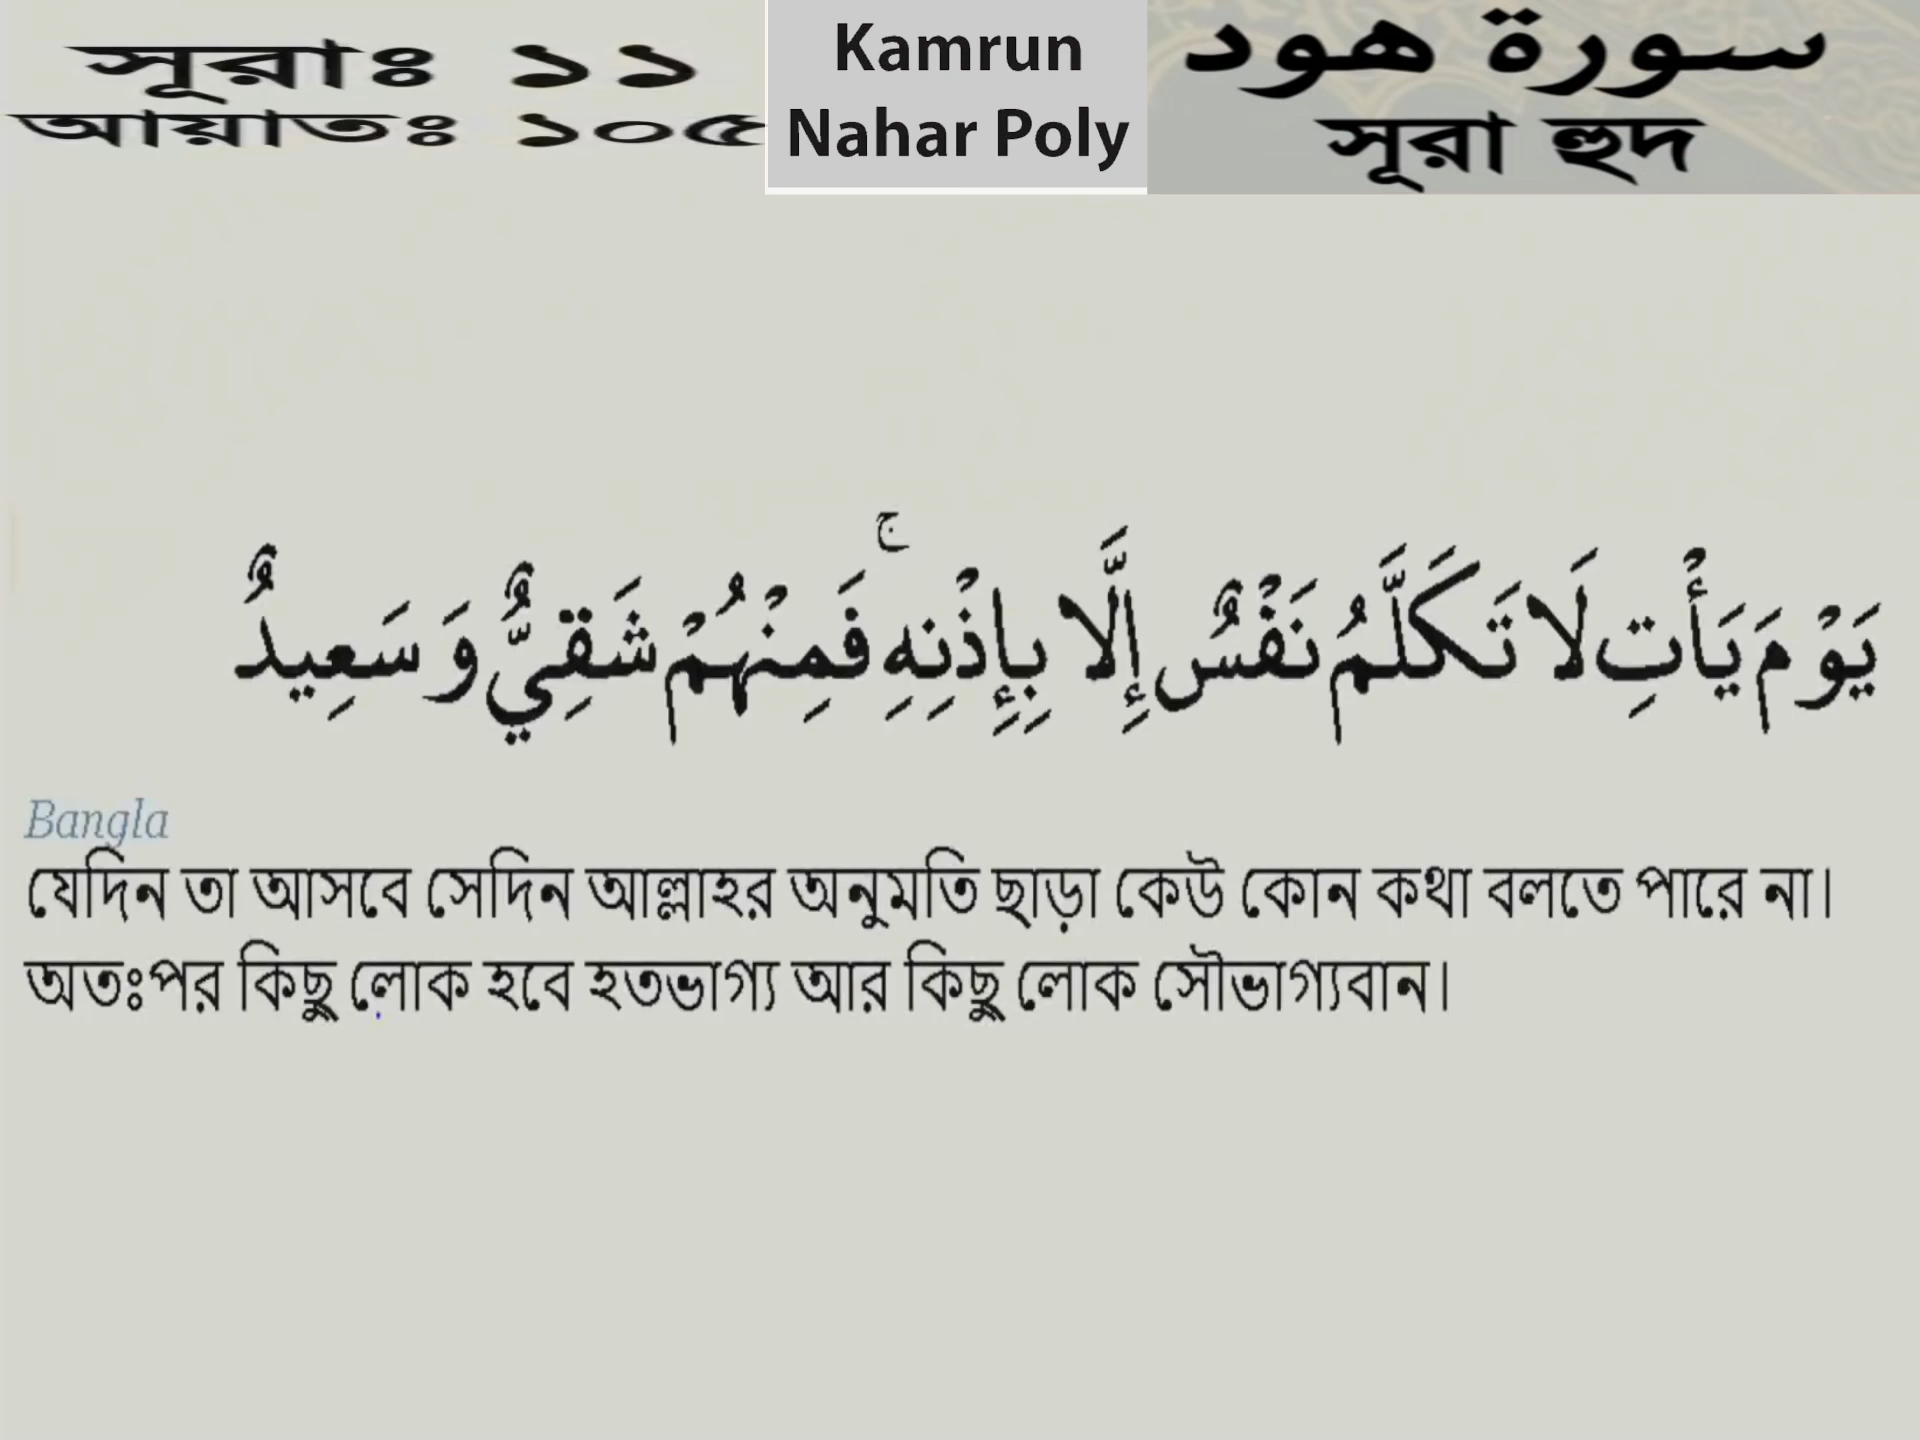 সূরাঃ ১১
আয়াতঃ ১০৫
Kamrun
Nahar Poly
سورة هود
সূরা হুদ
يَوْمَ يَأْتِ لَا تَكَلَّمُ نَفْسٌ إِلَّا بِإِذْنِهِ ۚ فَمِنْهُمْ شَقِيٌّ وَسَعِيدٌ
Bangla
যেদিন তা আসবে সেদিন আল্লাহর অনুমতি ছাড়া কেউ কোন কথা বলতে পারে না।
অতঃপর কিছু লোক হবে হতভাগ্য আর কিছু লোক সৌভাগ্যবান।